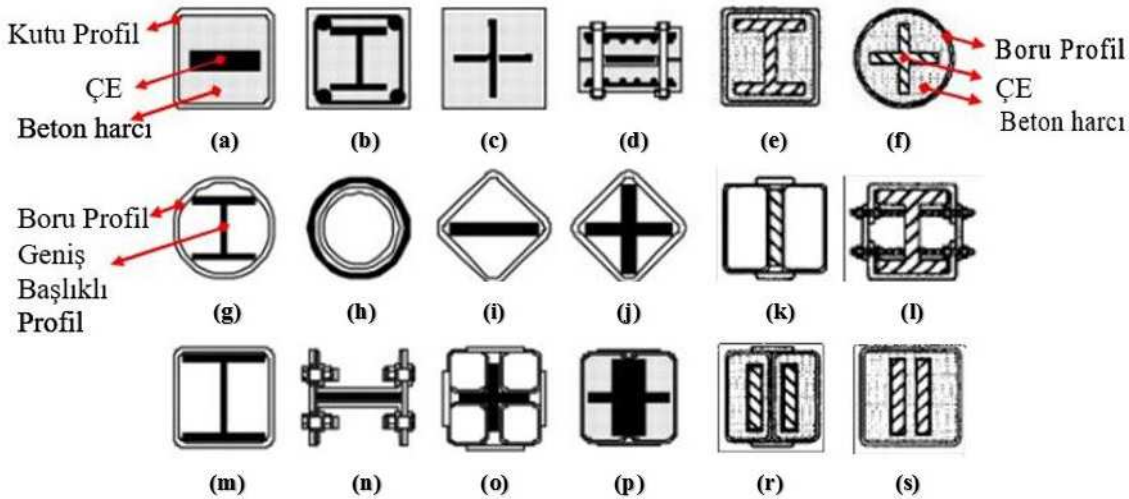 Kutu Profil
ÇE
Beton harcı
Boru Profil
ÇE
Beton harcı
(a) (b) (c) (d) (e) (f)
Boru Profil
Geniş
Başlıklı
Profil
(g) (h) (i) (j) (k) (l)
(m) (n) (o) (p) (r) (s)